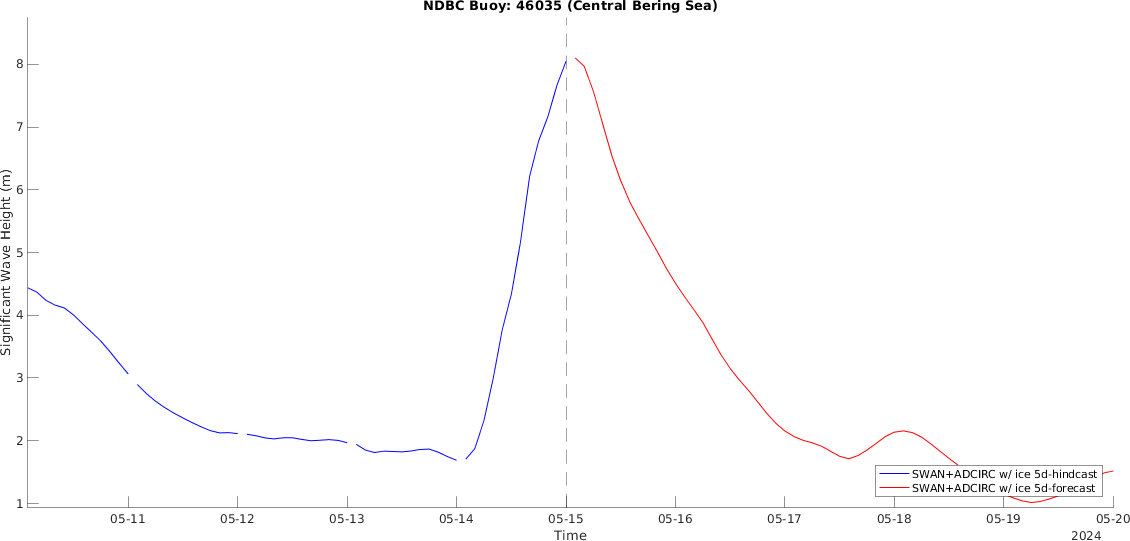 NDBC Buoy: 46035 (Central Bering Sea)
Significant Wave Height (m)
8
7
6
5
4
3
2
1
SWAN+ADCIRC w/ ice 5d-hindcast
SWAN+ADCIRC w/ ice 5d-forecast
05-11 05-12 05-13 05-14 05-15 05-16 05-17 05-18 05-19 05-20
Time
2024